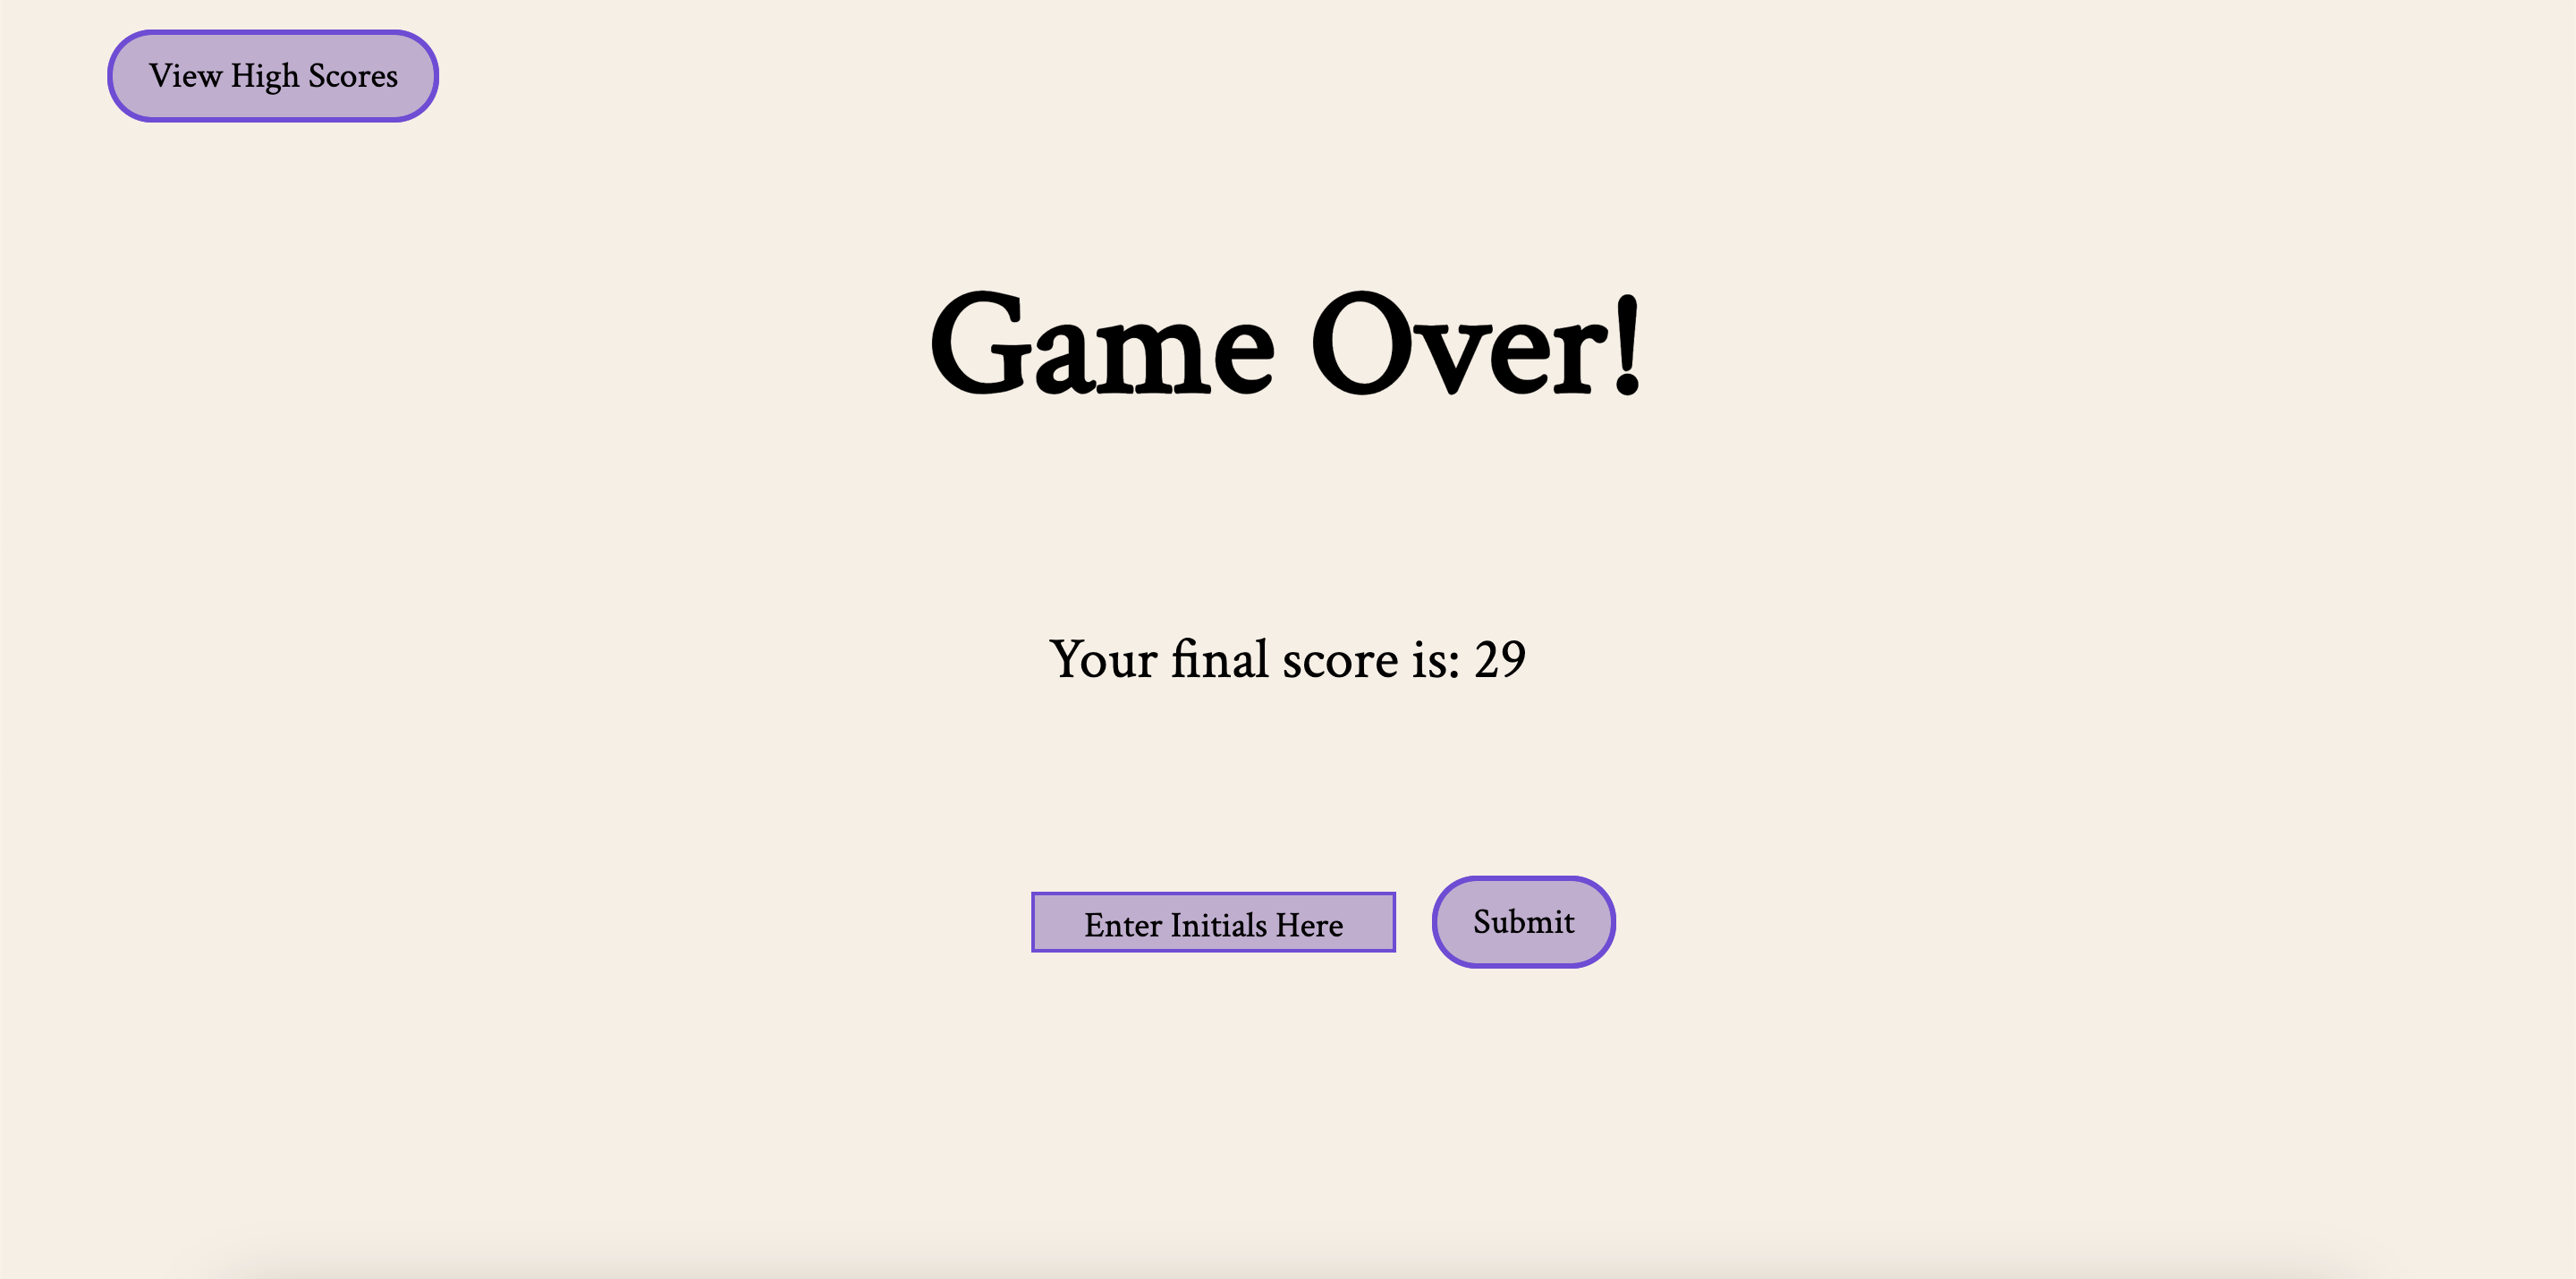 View High Scores
Game Over!
Your final score is: 29
Enter Initials Here
Submit